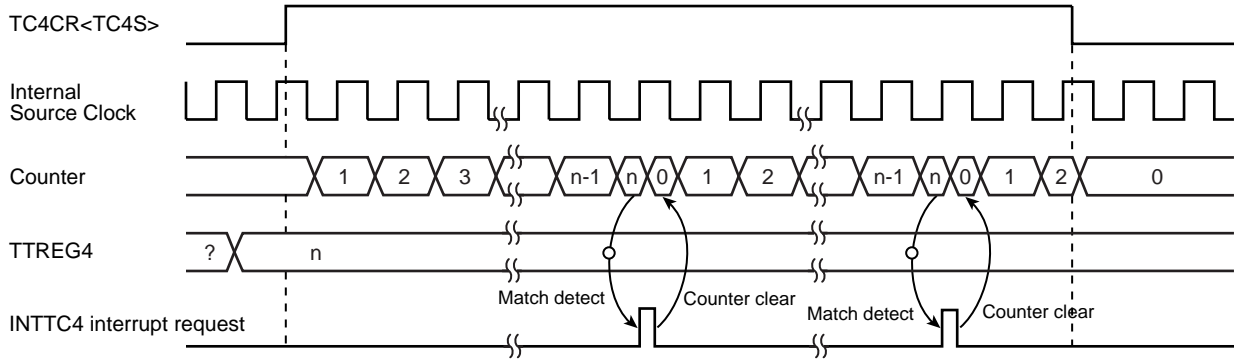 TC4CR<TC4S>
Internal
Source Clock
Counter
1 2 3 n-1 n 0 1 2 n-1 n 0 1 2 0
TTREG4
? n
Match detect Counter clear Match detect Counter clear
INTTC4 interrupt request